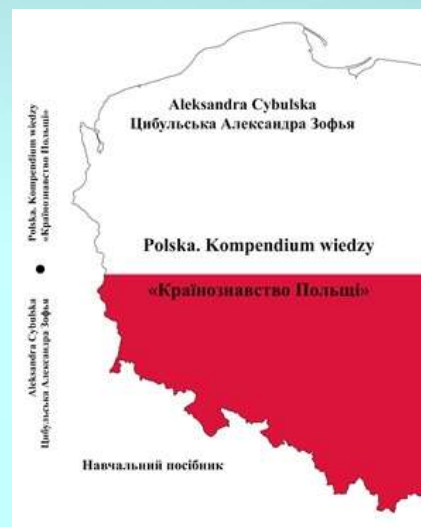 Aleksandra Cybulska
Цибульська Александра Зофья
Polska. Kompendium wiedzy
«Країнознавство Польщі»
Навчальний посібник
Aleksandra Cybulska
Цибульська Александра Зофьи
Polska. Kompendium wiedzy
«Країнознавство Польщі»